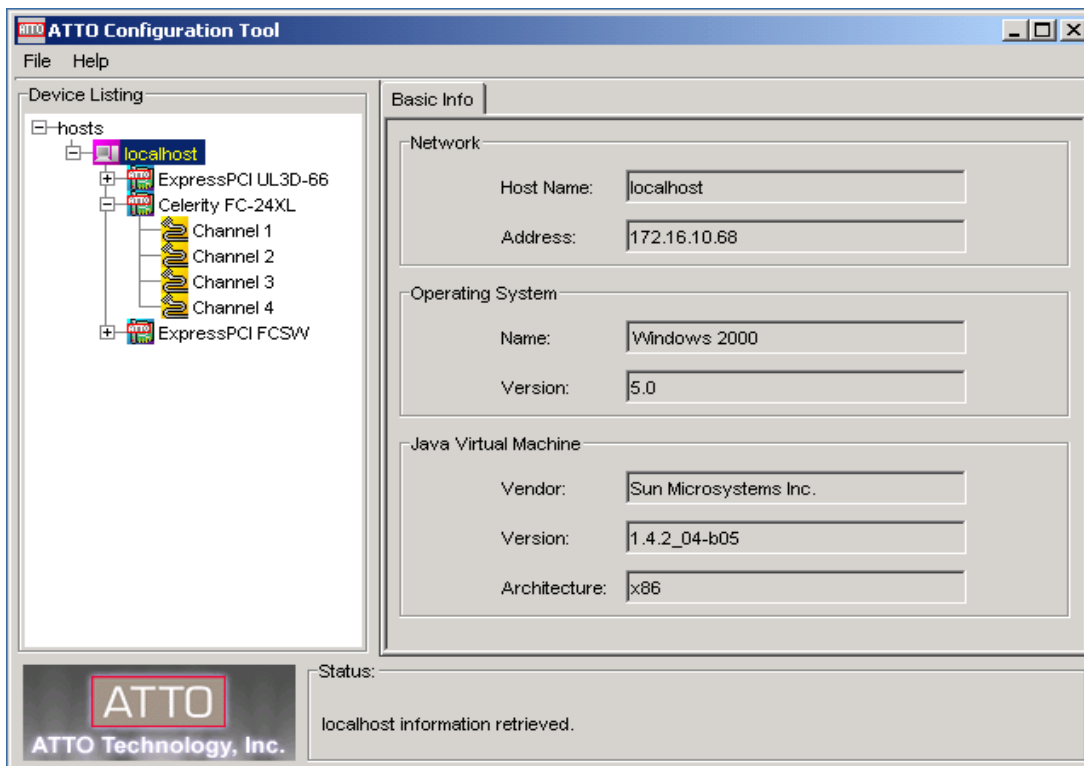 ATTO Configuration Tool
File Help
Device Listing
hosts
localhost
ExpressPCI UL3D-66
Celerity FC-24XL
Channel 1
Channel 2
Channel 3
Channel 4
ExpressPCI FCSW
Basic Info
Network
Host Name: localhost
Address: 172.16.10.68
Operating System
Name: Windows 2000
Version: 5.0
Java Virtual Machine
Vendor: Sun Microsystems Inc.
Version: 1.4.2_04-b05
Architecture: x86
ATTO
ATTO Technology, Inc.
Status:
localhost information retrieved.